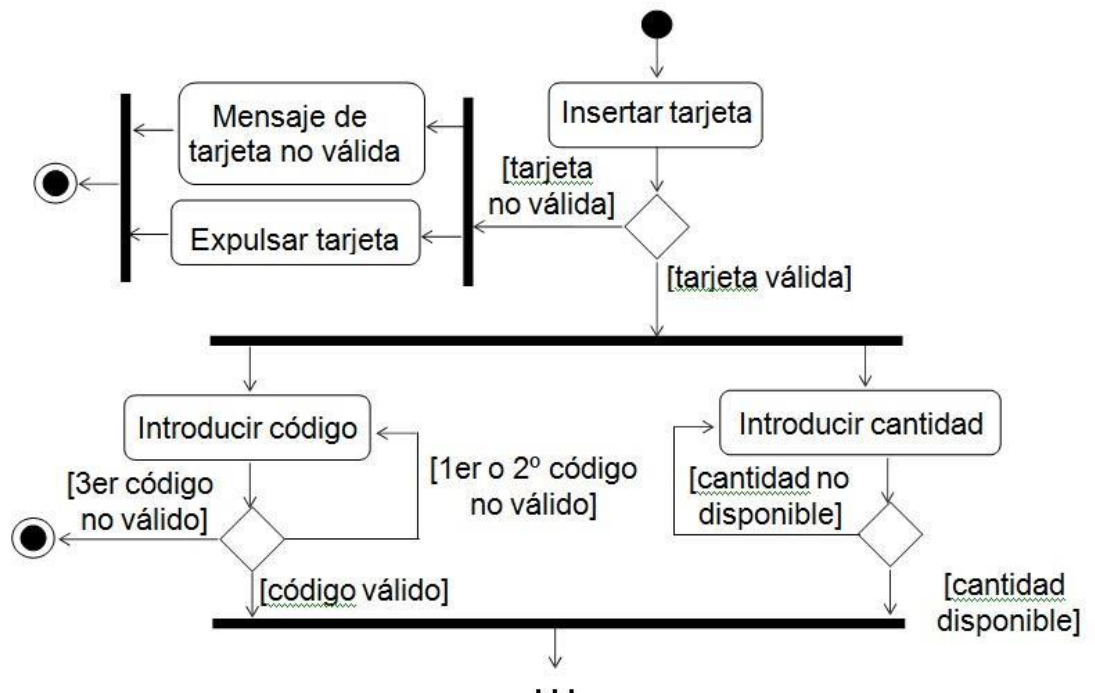 Insertar tarjeta
Mensaje de
tarjeta no válida
Expulsar tarjeta
[tarjeta
no válida]
[tarjeta válida]
Introducir código
[3er código
no válido]
[1er o 2º código
no válido]
[código válido]
Introducir cantidad
[cantidad no
disponible]
[cantidad
disponible]
...